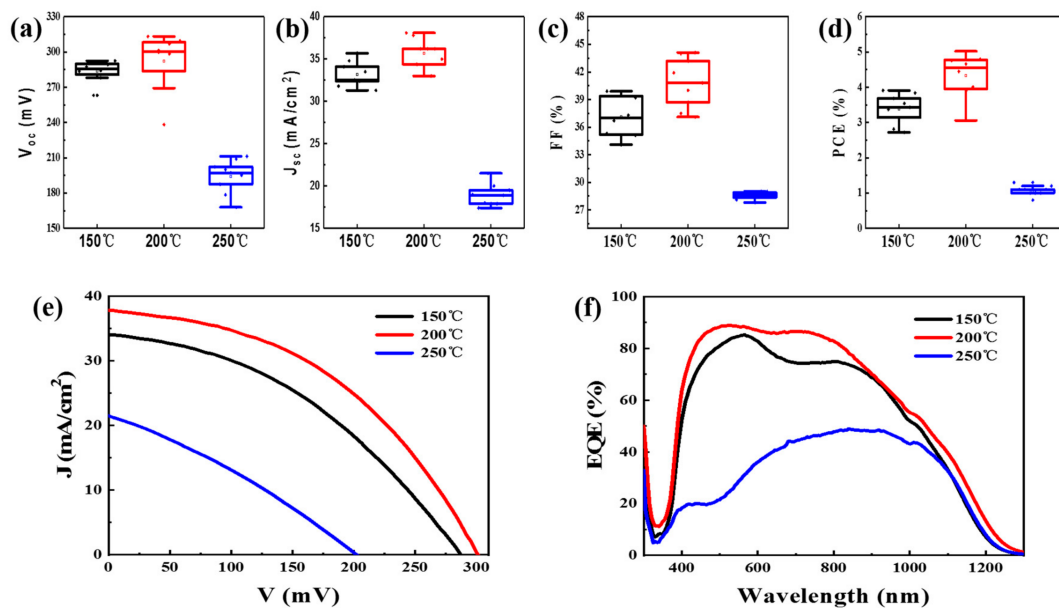 (a)
V_oc (mV)
330
300
270
240
210
180
150
150℃ 200℃ 250℃
(b)
J_sc (mA/cm²)
40
35
30
25
20
15
150℃ 200℃ 250℃
(c)
FF (%)
48
45
42
39
36
33
30
27
150℃ 200℃ 250℃
(d)
PCE (%)
6
5
4
3
2
1
0
150℃ 200℃ 250℃
(e)
J (mA/cm²)
40
30
20
10
0
0 50 100 150 200 250 300
V (mV)
150℃
200℃
250℃
(f)
EQE (%)
100
80
60
40
20
0
400 600 800 1000 1200
Wavelength (nm)
150℃
200℃
250℃